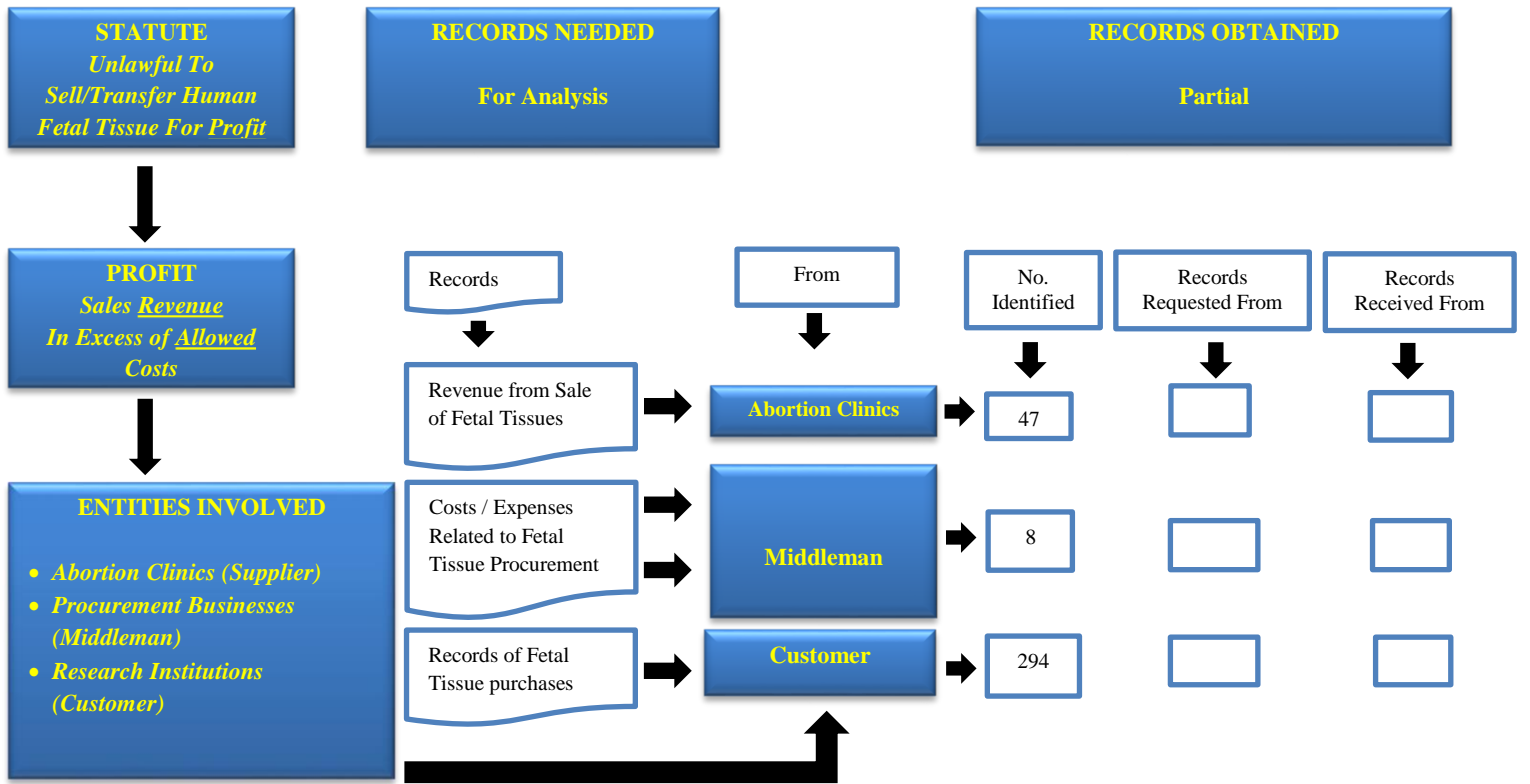 STATUTE
Unlawful To
Sell/Transfer Human
Fetal Tissue For Profit
RECORDS NEEDED
For Analysis
RECORDS OBTAINED
Partial
PROFIT
Sales Revenue
In Excess of Allowed
Costs
Records
From
No.
Identified
Records
Requested From
Records
Received From
Revenue from Sale
of Fetal Tissues
Abortion Clinics
47
ENTITIES INVOLVED
• Abortion Clinics (Supplier)
• Procurement Businesses
(Middleman)
• Research Institutions
(Customer)
Costs / Expenses
Related to Fetal
Tissue Procurement
Middleman
8
Records of Fetal
Tissue purchases
Customer
294